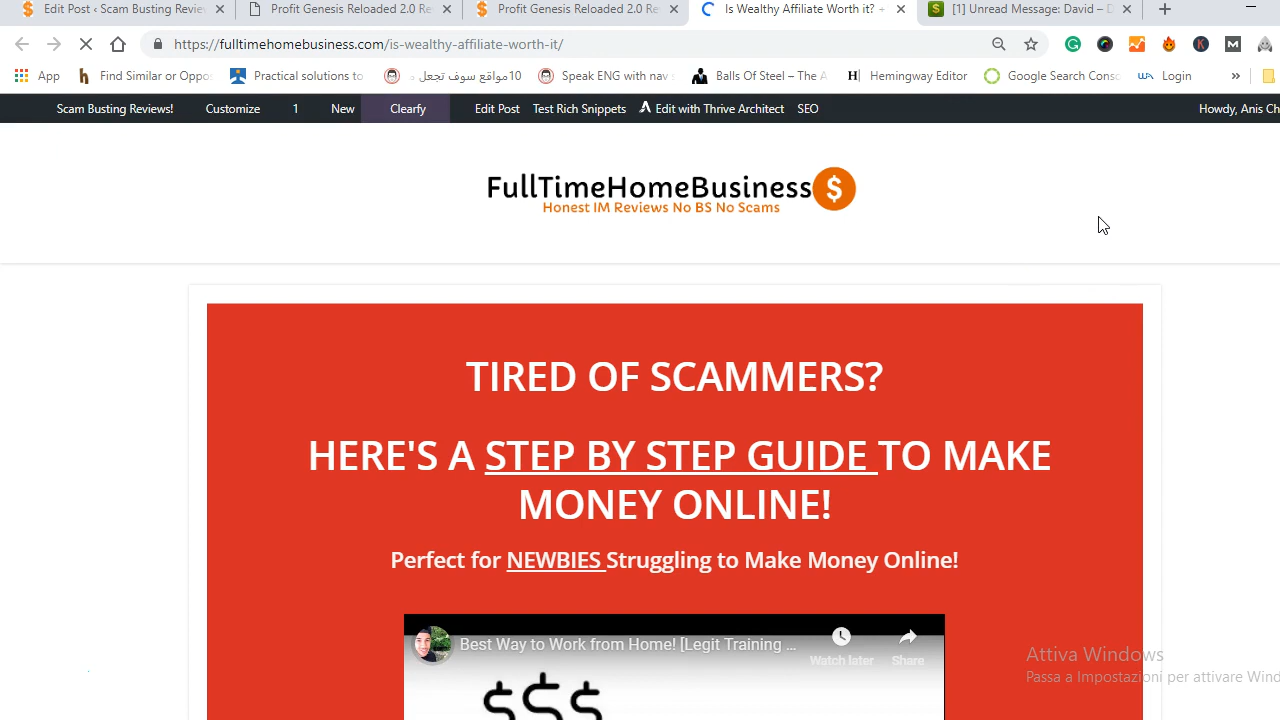 Edit Post ‹ Scam Busting Revie
Profit Genesis Reloaded 2.0 Re
Profit Genesis Reloaded 2.0 Re
Is Wealthy Affiliate Worth it? ÷
[1] Unread Message: David – D
https://fulltimehomebusiness.com/is-wealthy-affiliate-worth-it/
App
Find Similar or Oppo
Practical solutions to
10مواقع سوف تجعل
Speak ENG with nav
alls Of Steel – The A
Hemingway Editor
Google Search Conso
Login
»
Scam Busting Reviews!
Customize
1
New
Clearfy
Edit Post
Test Rich Snippets
Edit with Thrive Architect
SEO
Howdy, Anis Ch
FullTimeHomeBusiness $
Honest IM Reviews No BS No Scams
TIRED OF SCAMMERS?
HERE'S A STEP BY STEP GUIDE TO MAKE
MONEY ONLINE!
Perfect for NEWBIES Struggling to Make Money Online!
Best Way to Work from Home! [Legit Training ...
Watch later
Share
$$$
Attiva Windows
Passa a Impostazioni per attivare Wind